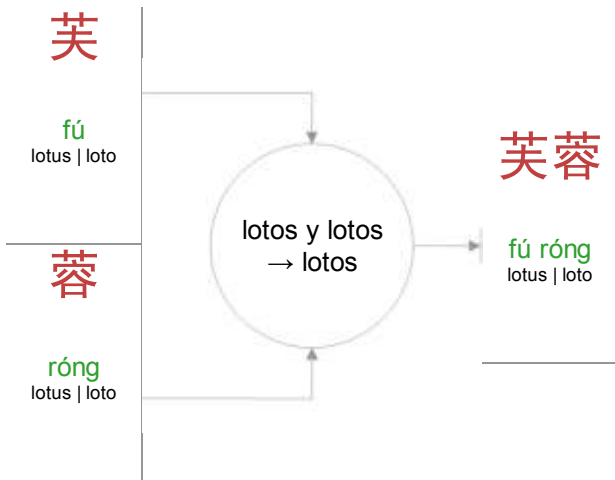 芙
fú
lotus | loto
蓉
róng
lotus | loto
lotos y lotos
→ lotos
芙蓉
fú róng
lotus | loto